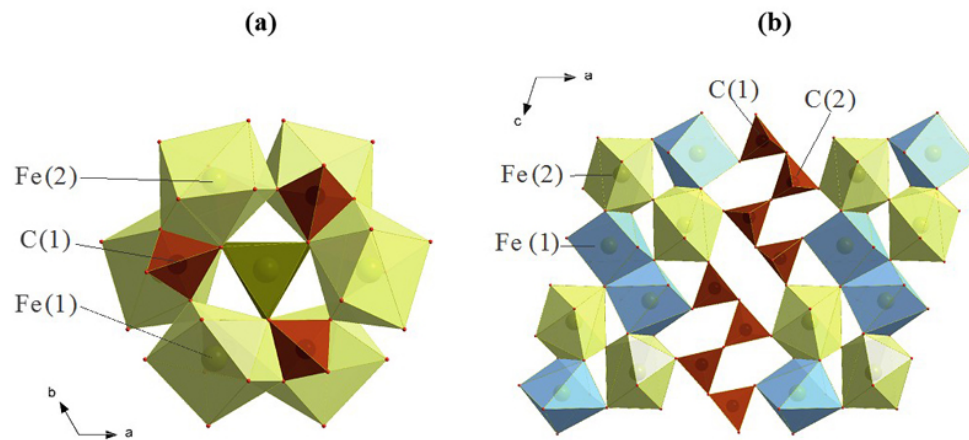 (a)
Fe(2)
C(1)
Fe(1)
b
a
(b)
a
c
C(1)
C(2)
Fe(2)
Fe (1)